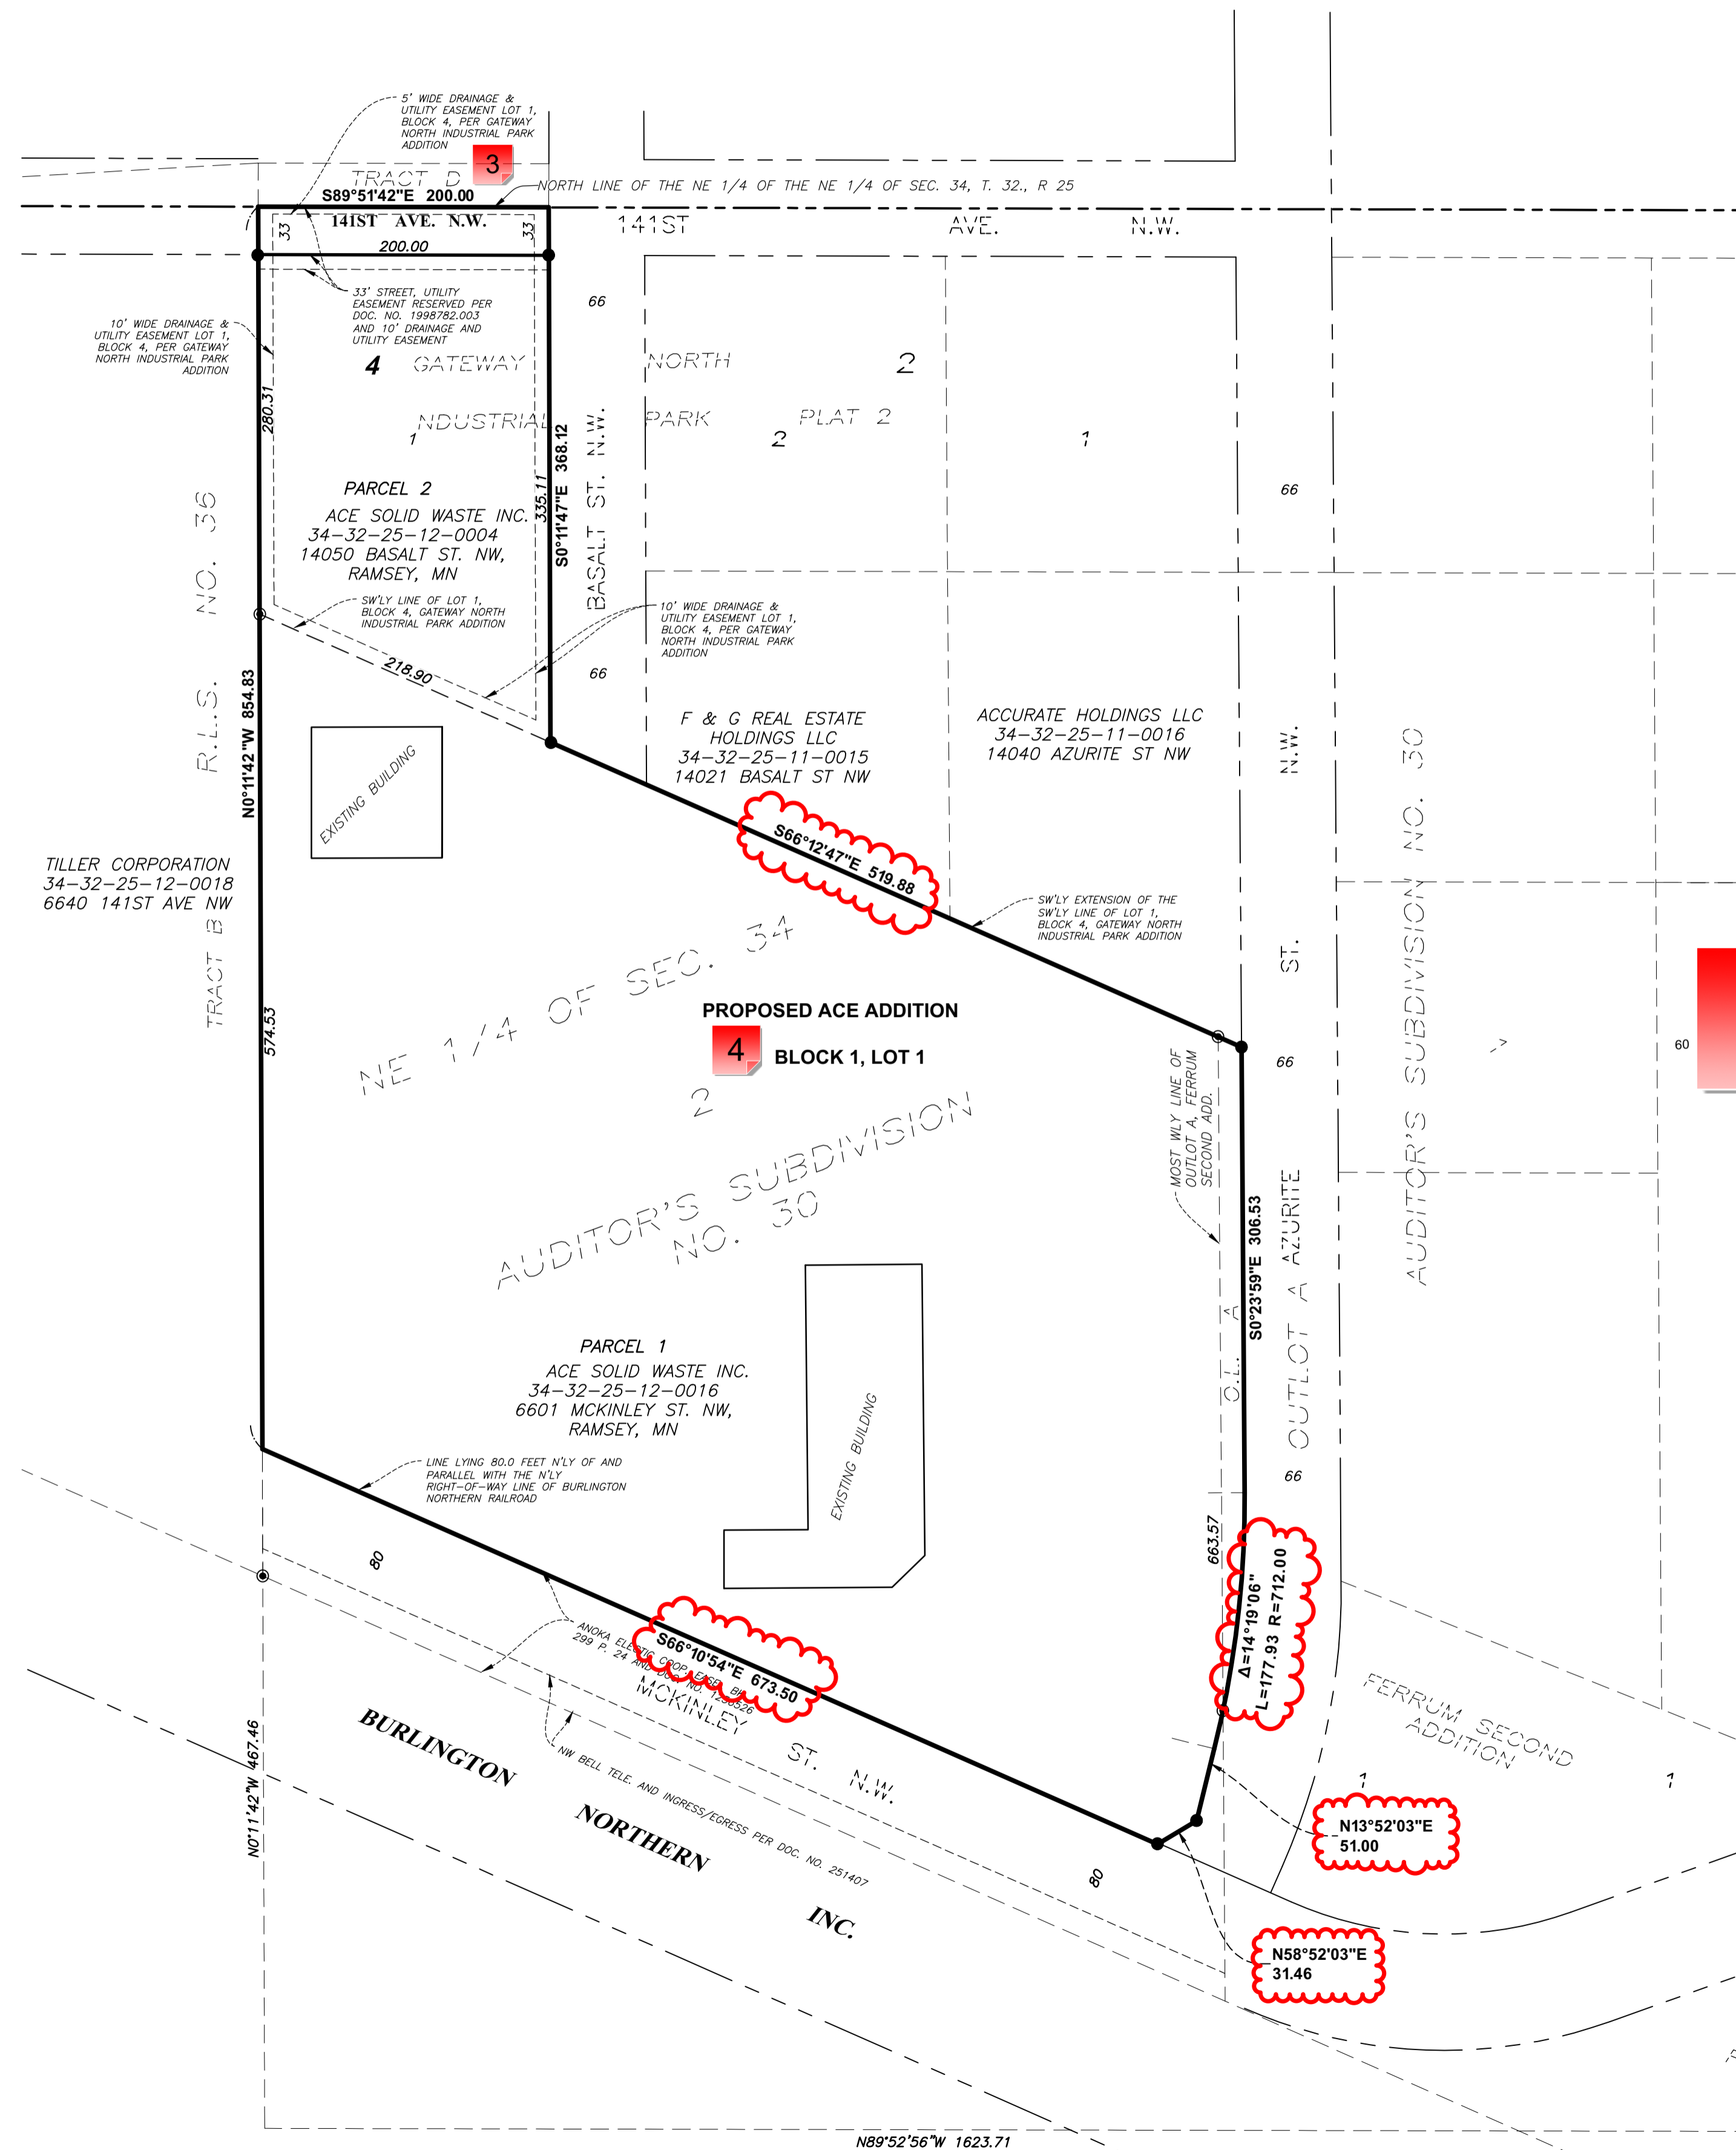 5' WIDE DRAINAGE &
UTILITY EASEMENT LOT 1,
BLOCK 4, PER GATEWAY
NORTH INDUSTRIAL PARK
ADDITION
3
TRACT D
NORTH LINE OF THE NE 1/4 OF THE NE 1/4 OF SEC. 34, T. 32., R 25
S89°51'42"E 200.00
33
141ST AVE. N.W.
33
200.00
141ST AVE. N.W.
33' STREET, UTILITY
EASEMENT RESERVED PER
DOC. NO. 1998782.003
AND 10' DRAINAGE AND
UTILITY EASEMENT
66
10' WIDE DRAINAGE &
UTILITY EASEMENT LOT 1,
BLOCK 4, PER GATEWAY
NORTH INDUSTRIAL PARK
ADDITION
4
GATEWAY NORTH
2
280.31
NDUSTRIAL PARK PLAT 2
1
2
1
S0°11'47"E 368.12
335.11
BASALT ST. N.W.
66
PARCEL 2
ACE SOLID WASTE INC.
34-32-25-12-0004
14050 BASALT ST. NW,
RAMSEY, MN
R.L.S. NO. 36
SW'LY LINE OF LOT 1,
BLOCK 4, GATEWAY NORTH
INDUSTRIAL PARK ADDITION
10' WIDE DRAINAGE &
UTILITY EASEMENT LOT 1,
BLOCK 4, PER GATEWAY
NORTH INDUSTRIAL PARK
ADDITION
218.90
66
N0°11'42"W 854.83
F & G REAL ESTATE
HOLDINGS LLC
34-32-25-11-0015
14021 BASALT ST NW
ACCURATE HOLDINGS LLC
34-32-25-11-0016
14040 AZURITE ST NW
EXISTING BUILDING
S66°12'47"E 519.88
TILLER CORPORATION
34-32-25-12-0018
6640 141ST AVE NW
TRACT B
SW'LY EXTENSION OF THE
SW'LY LINE OF LOT 1,
BLOCK 4, GATEWAY NORTH
INDUSTRIAL PARK ADDITION
AUDITOR'S SUBDIVISION NO. 30
NE 1/4 OF SEC. 34
574.53
PROPOSED ACE ADDITION
4
BLOCK 1, LOT 1
2
66
60
1
MOST WLY LINE OF
OUTLOT A, FERRUM
SECOND ADD.
AUDITOR'S SUBDIVISION
NO. 30
AZURITE ST. N.W.
S0°23'59"E 306.53
O.L. A
OUTLOT A
PARCEL 1
ACE SOLID WASTE INC.
34-32-25-12-0016
6601 MCKINLEY ST. NW,
RAMSEY, MN
EXISTING BUILDING
LINE LYING 80.0 FEET N'LY OF AND
PARALLEL WITH THE N'LY
RIGHT-OF-WAY LINE OF BURLINGTON
NORTHERN RAILROAD
66
663.57
80
Δ=14°19'06"
L=177.93 R=712.00
S66°10'54"E 673.50
ANOKA ELECTIC COOP. EASE. BK.
299 P. 24 AND DOC. NO.
MCKINLEY ST. N.W.
FERRUM SECOND
ADDITION
N0°11'42"W 467.46
BURLINGTON NORTHERN INC.
NW BELL TELE. AND INGRESS/EGRESS PER DOC. NO. 251407
1
1
N13°52'03"E
51.00
80
N58°52'03"E
31.46
N89°52'56"W 1623.71